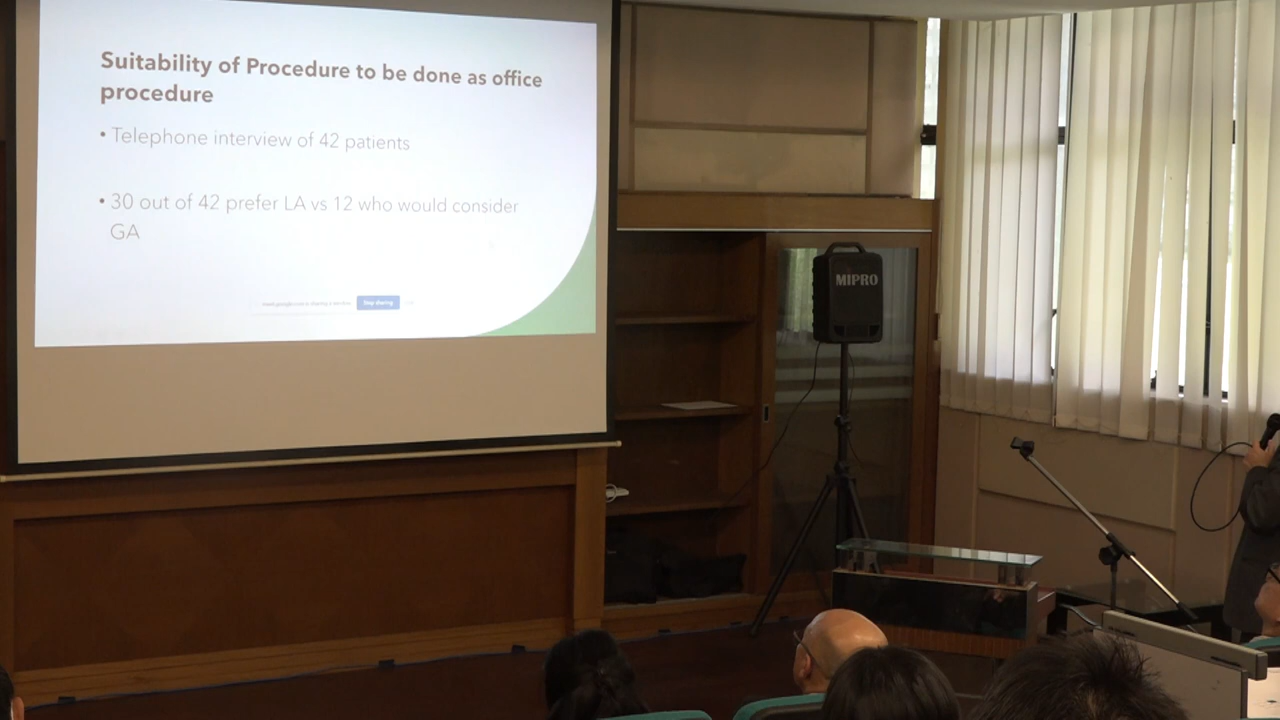 Suitability of Procedure to be done as office
procedure
• Telephone interview of 42 patients
• 30 out of 42 prefer LA vs 12 who would consider
GA
Stop sharing
MIPRO